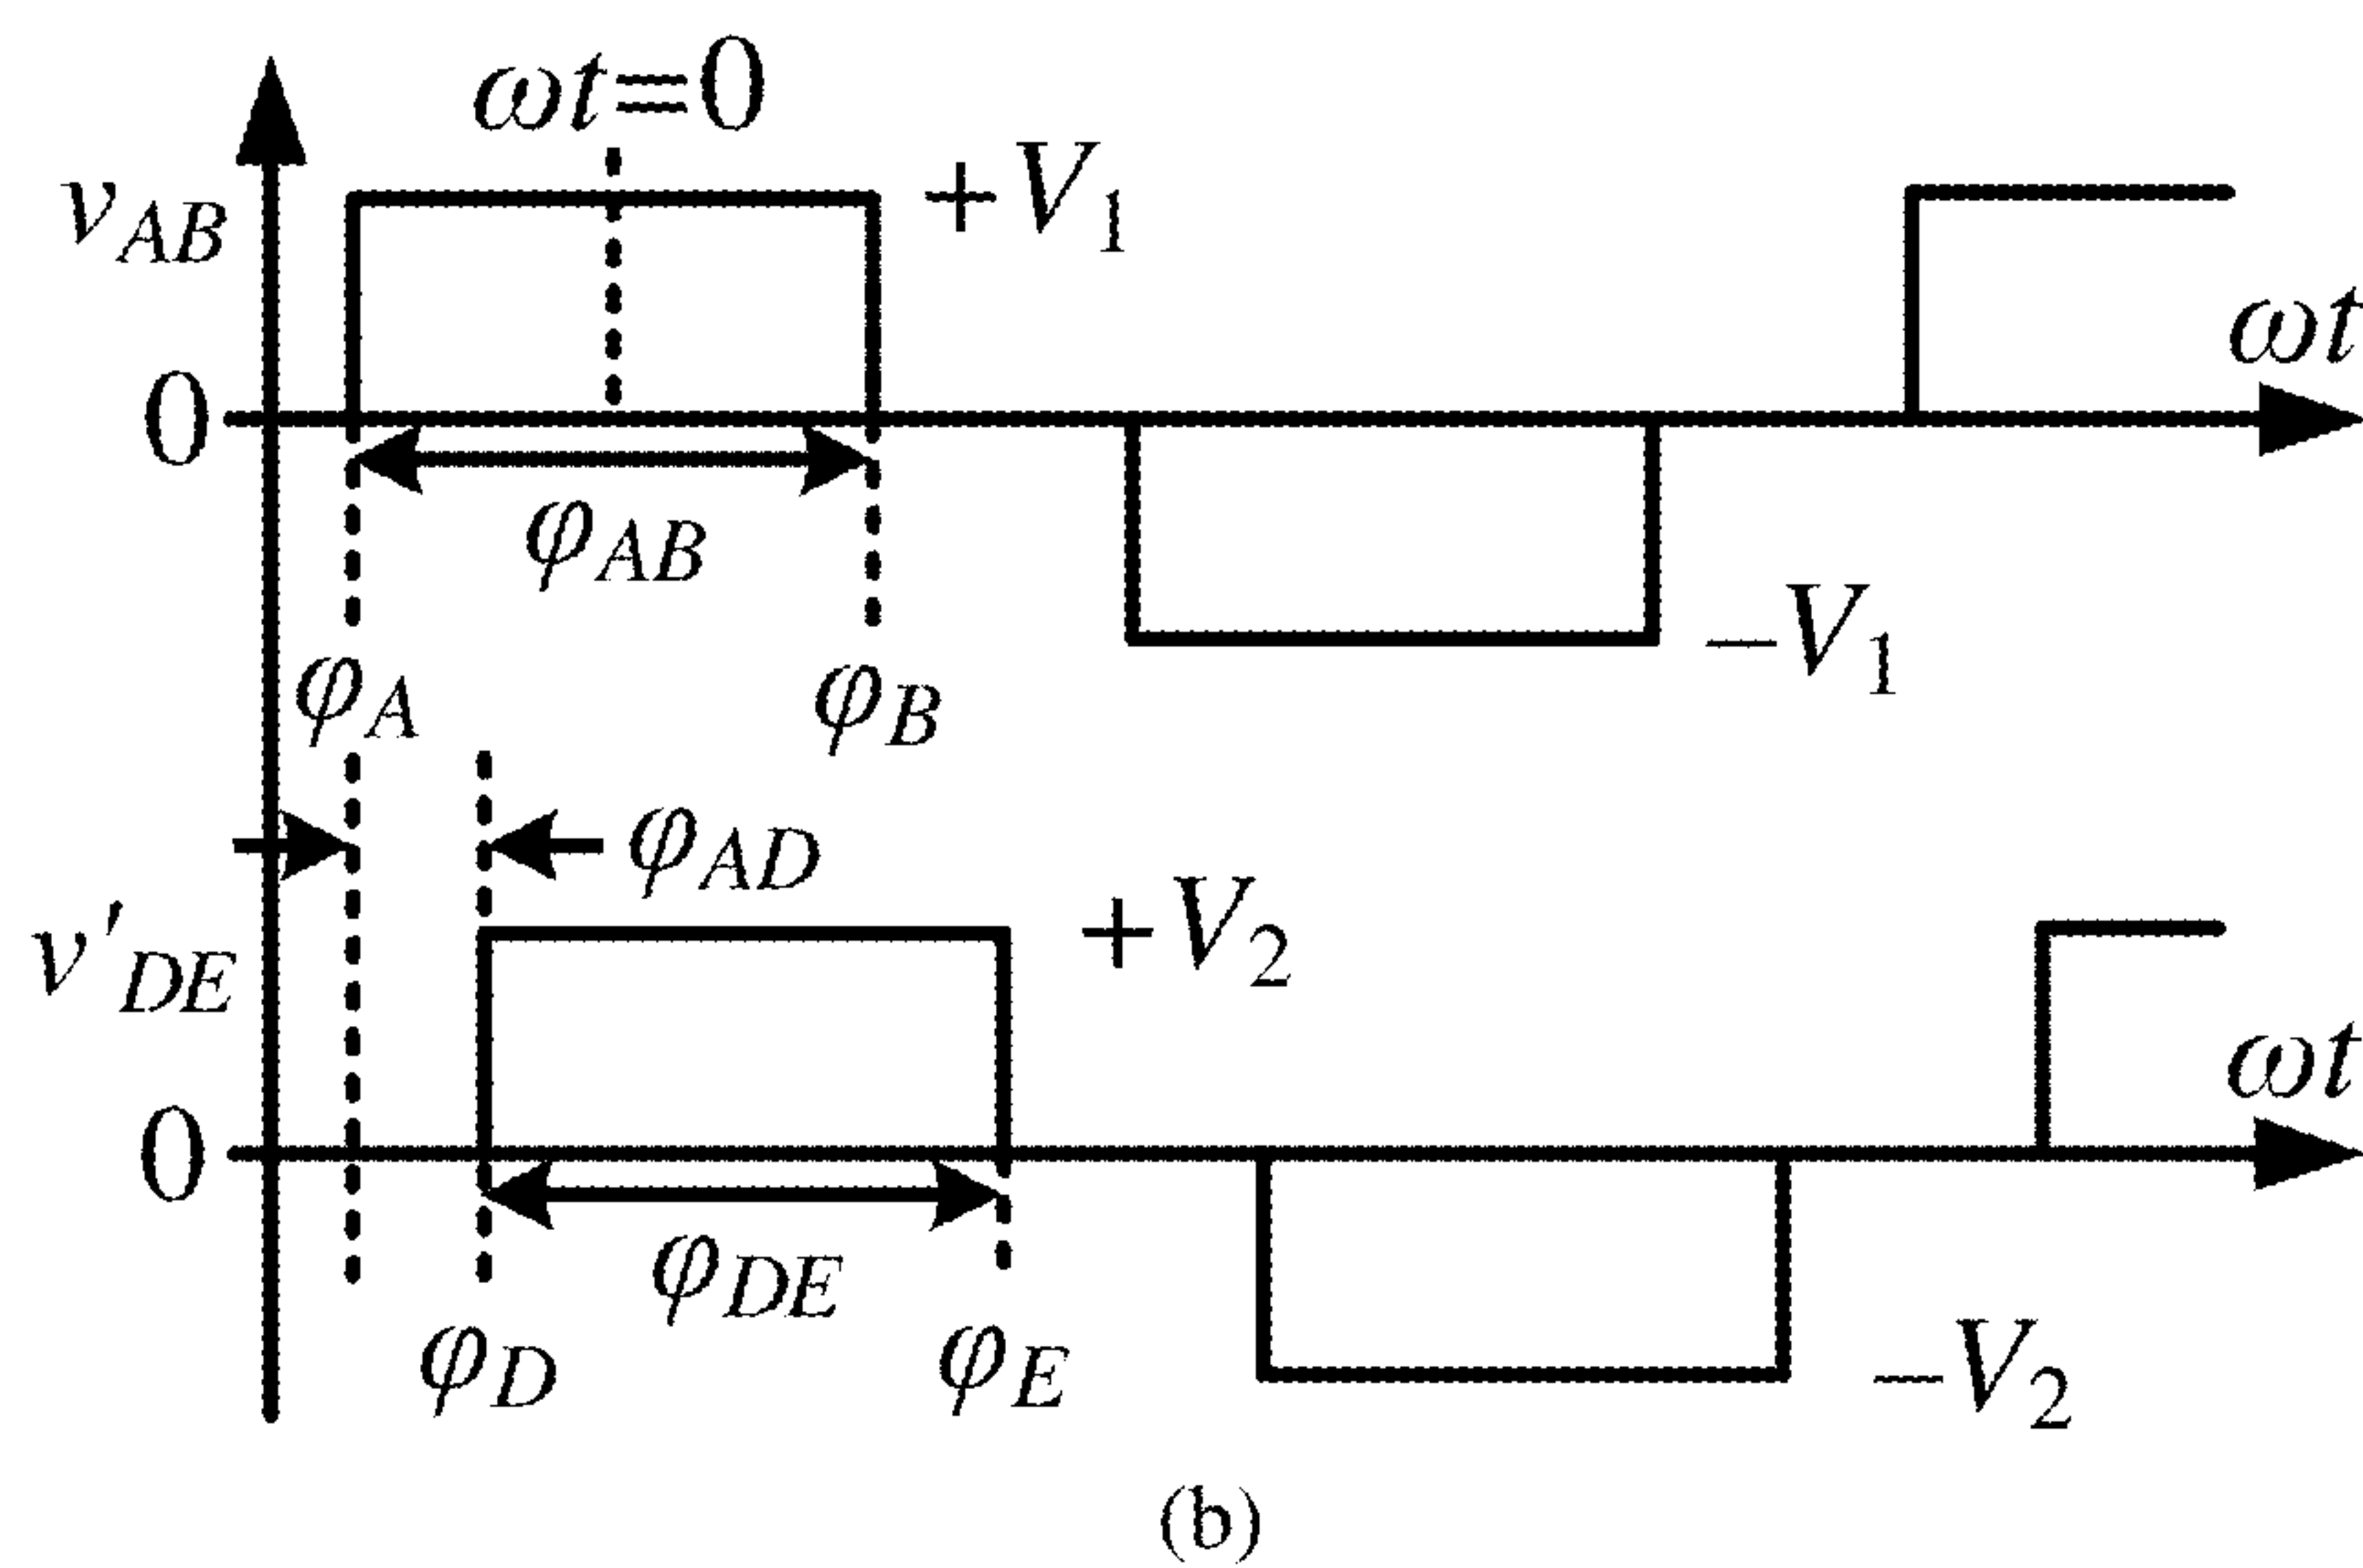 ωt=0
v_AB
+V_1
ωt
0
φ_AB
−V_1
φ_A
φ_B
φ_AD
v'_DE
+V_2
ωt
0
φ_DE
φ_D
φ_E
−V_2
(b)